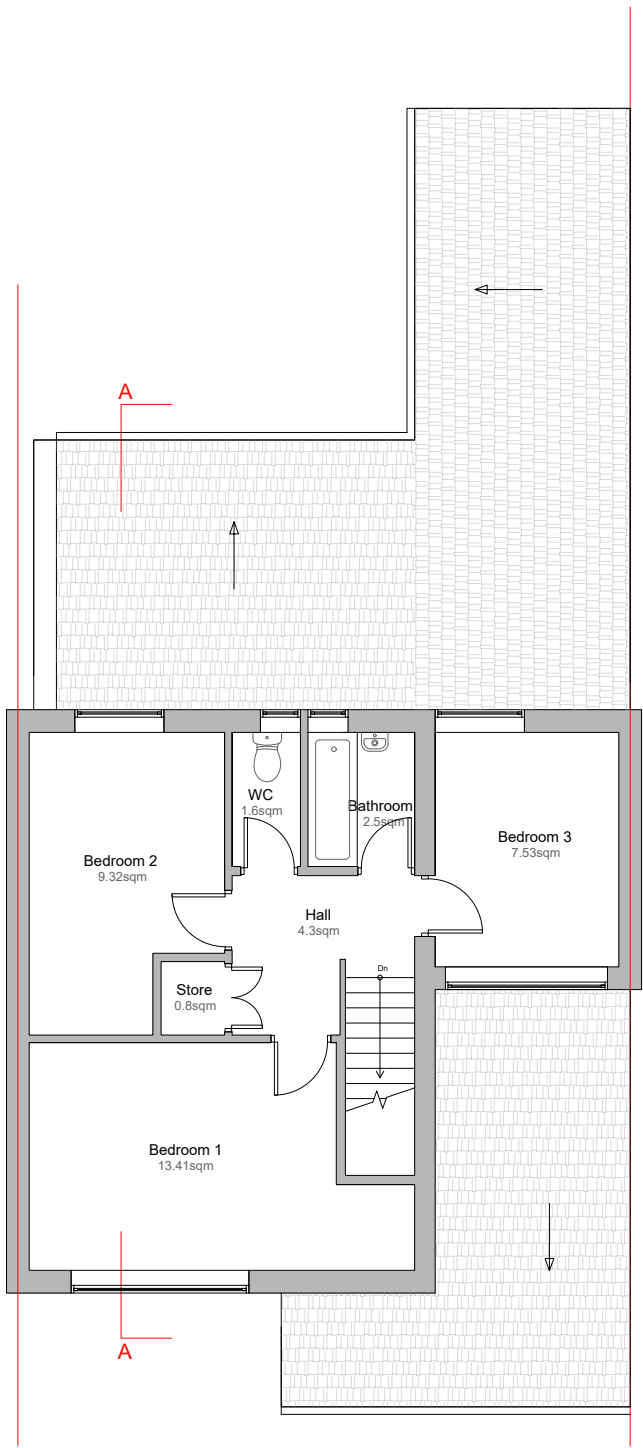 A
WC
1.6sqm
Bathroom
2.5sqm
Bedroom 3
7.53sqm
Bedroom 2
9.32sqm
Hall
4.3sqm
Dn
Store
0.8sqm
Bedroom 1
13.41sqm
A